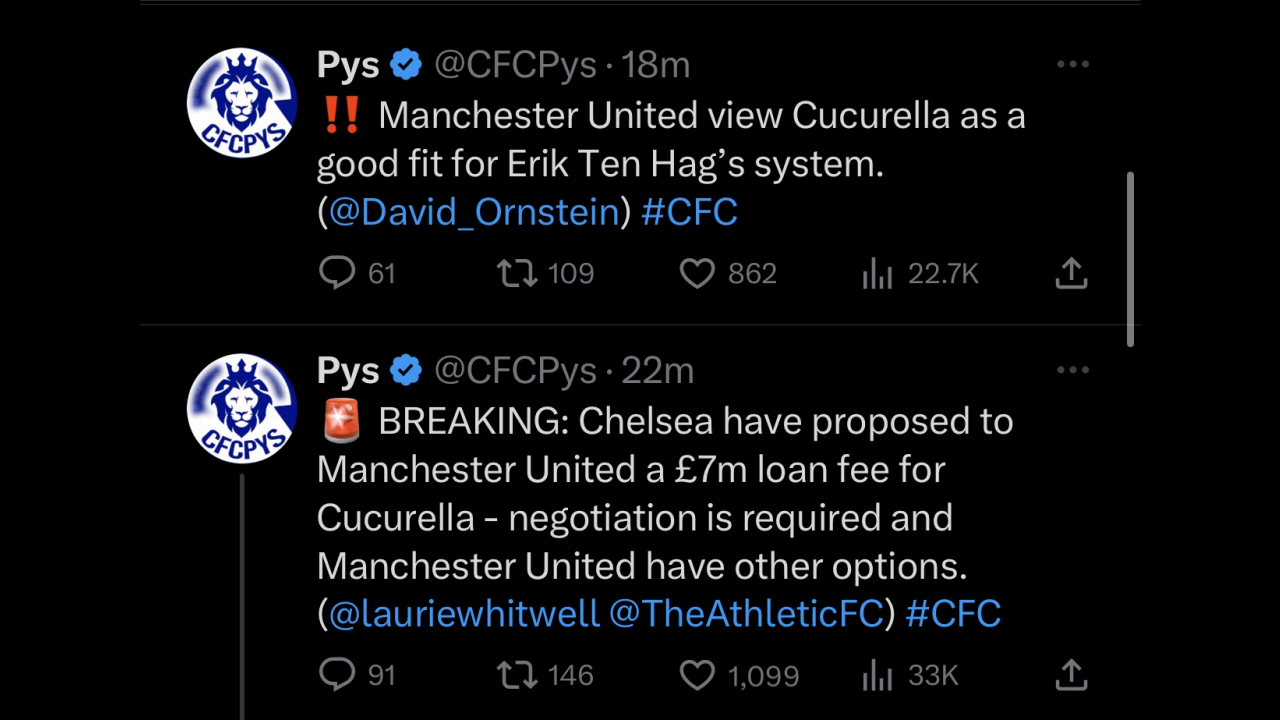 Pys @CFCPys · 18m
‼️ Manchester United view Cucurella as a
good fit for Erik Ten Hag’s system.
(@David_Ornstein) #CFC
61 109 862 22.7K
CFCPYS
Pys @CFCPys · 22m
🚨 BREAKING: Chelsea have proposed to
Manchester United a £7m loan fee for
Cucurella - negotiation is required and
Manchester United have other options.
(@lauriewhitwell @TheAthleticFC) #CFC
91 146 1,099 33K
CFCPYS